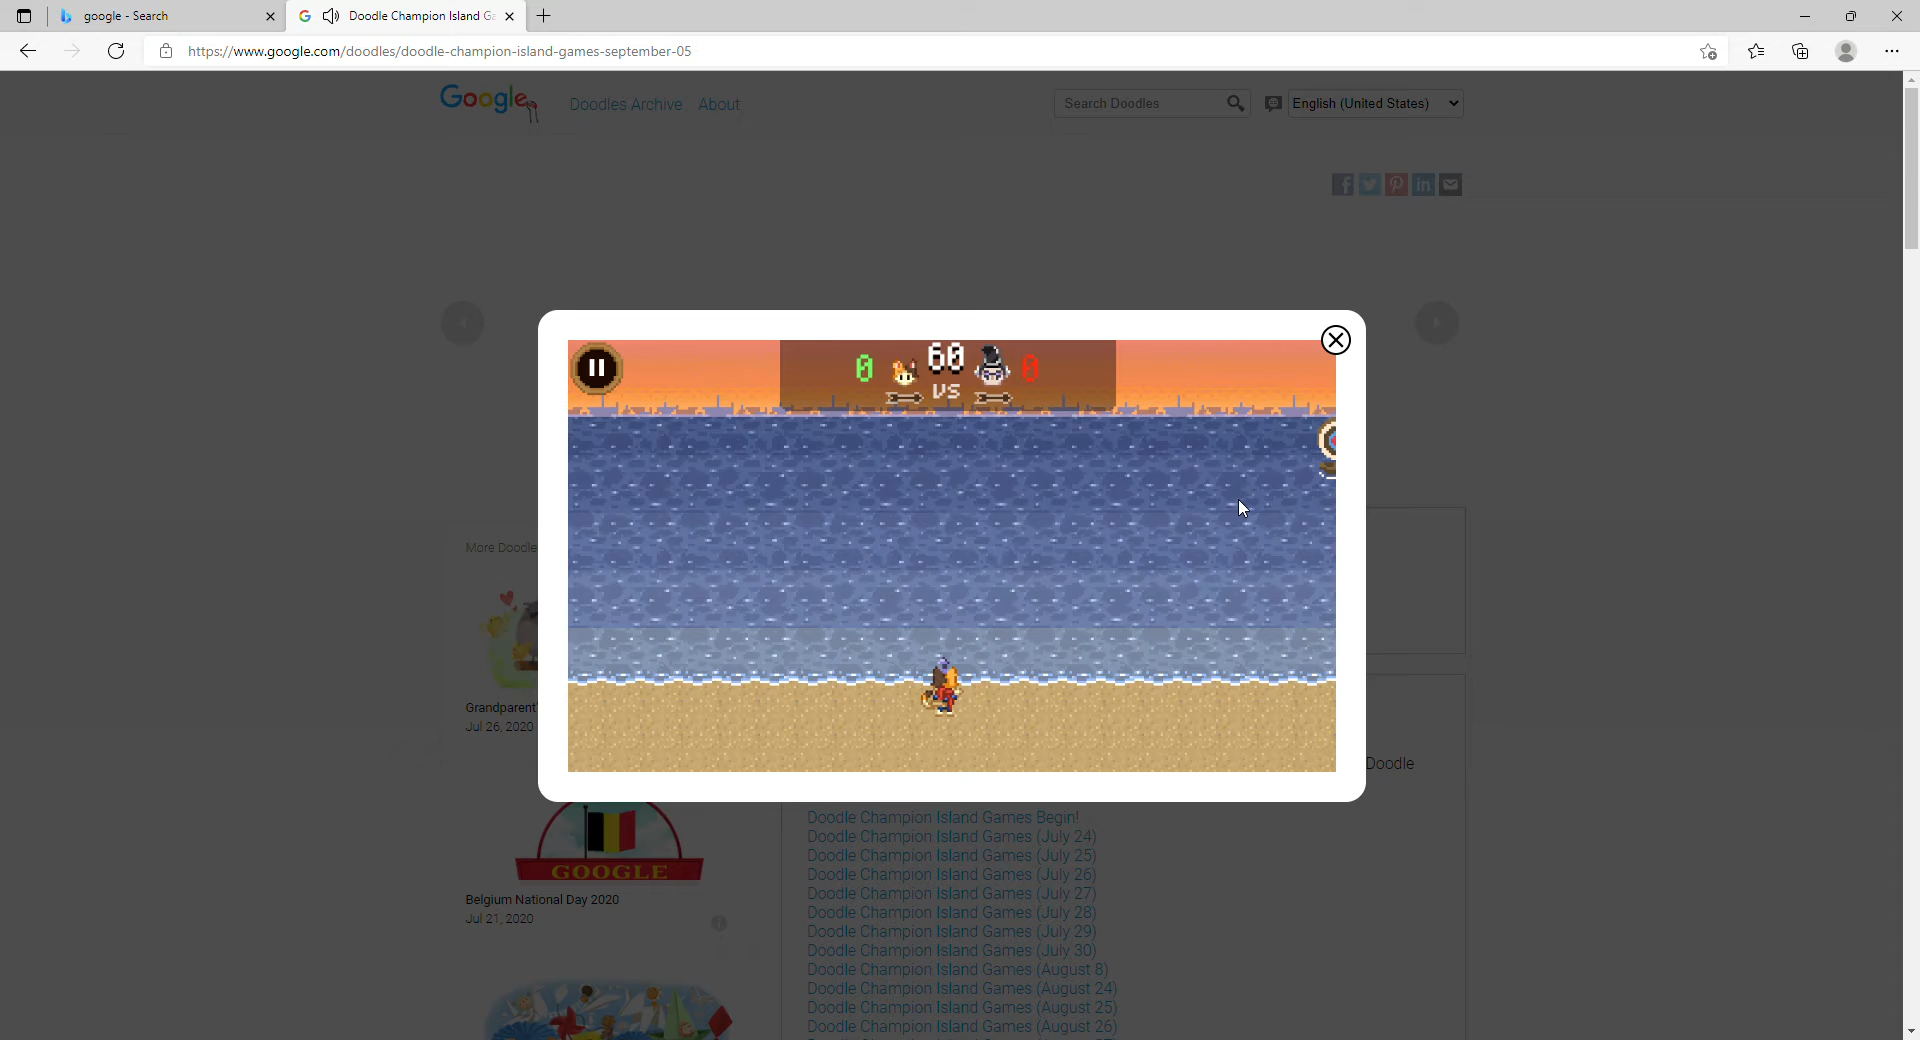 google - Search
Doodle Champion Island Ga
https://www.google.com/doodles/doodle-champion-island-games-september-05
Google
Doodles Archive
About
Search Doodles
English (United States)
60
0
0
VS
More Doodle
Grandparent'
Jul 26, 2020
Doodle
GOOGLE
Belgium National Day 2020
Jul 21, 2020
Doodle Champion Island Games Begin!
Doodle Champion Island Games (July 24)
Doodle Champion Island Games (July 25)
Doodle Champion Island Games (July 26)
Doodle Champion Island Games (July 27)
Doodle Champion Island Games (July 28)
Doodle Champion Island Games (July 29)
Doodle Champion Island Games (July 30)
Doodle Champion Island Games (August 8)
Doodle Champion Island Games (August 24)
Doodle Champion Island Games (August 25)
Doodle Champion Island Games (August 26)